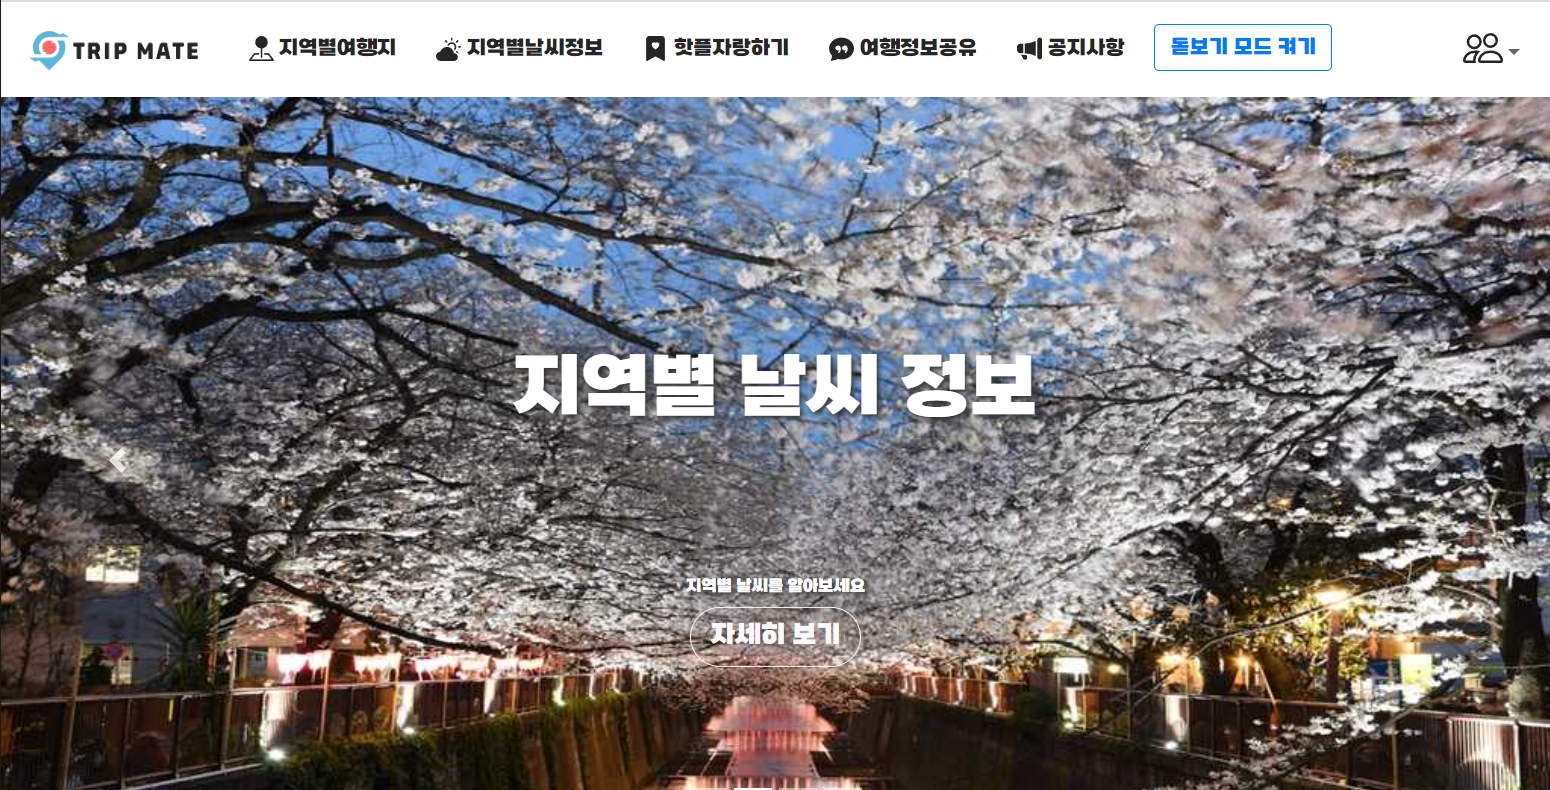 TRIP MATE
지역별여행지
지역별날씨정보
핫플자랑하기
여행정보공유
공지사항
돋보기 모드 켜기
지역별 날씨 정보
지역별 날씨를 알아보세요
자세히 보기